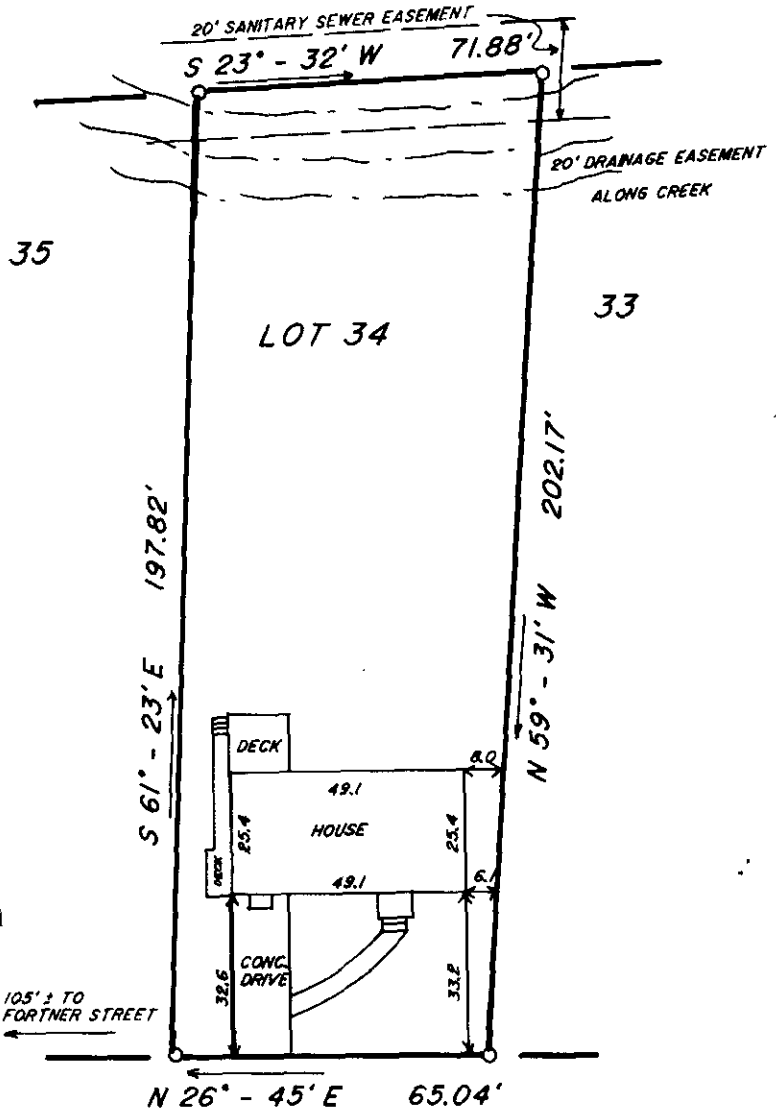 20' SANITARY SEWER EASEMENT
S 23° - 32' W 71.88'
20' DRAINAGE EASEMENT
ALONG CREEK
35
33
LOT 34
202.17'
197.82'
N 59° - 31' W
S 61° - 23' E
DECK
8.0
49.1
25.4
HOUSE
25.4
DECK
49.1
6.1
CONC.
DRIVE
32.6
33.2
105' ± TO
FORTNER STREET
N 26° - 45' E 65.04'